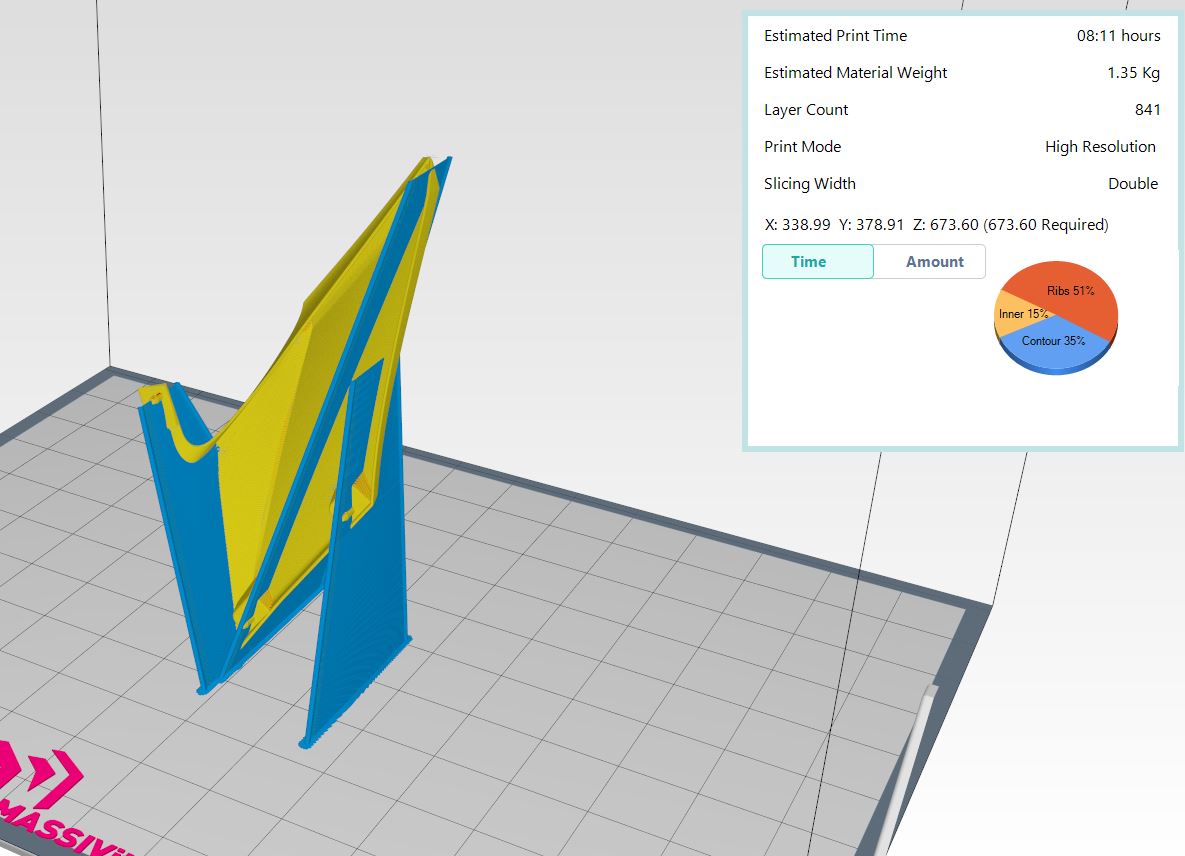 Estimated Print Time 08:11 hours
Estimated Material Weight 1.35 Kg
Layer Count 841
Print Mode High Resolution
Slicing Width Double
X: 338.99 Y: 378.91 Z: 673.60 (673.60 Required)
Time Amount
Ribs 51%
Inner 15%
Contour 35%